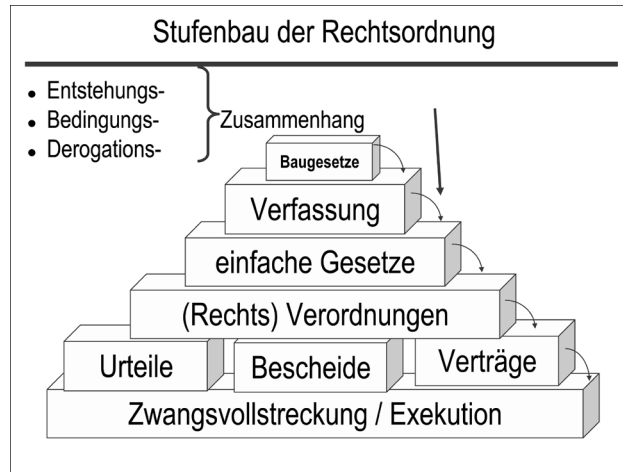 Stufenbau der Rechtsordnung
• Entstehungs-
• Bedingungs-
• Derogations-
Zusammenhang
Baugesetze
Verfassung
einfache Gesetze
(Rechts) Verordnungen
Urteile
Bescheide
Verträge
Zwangsvollstreckung / Exekution